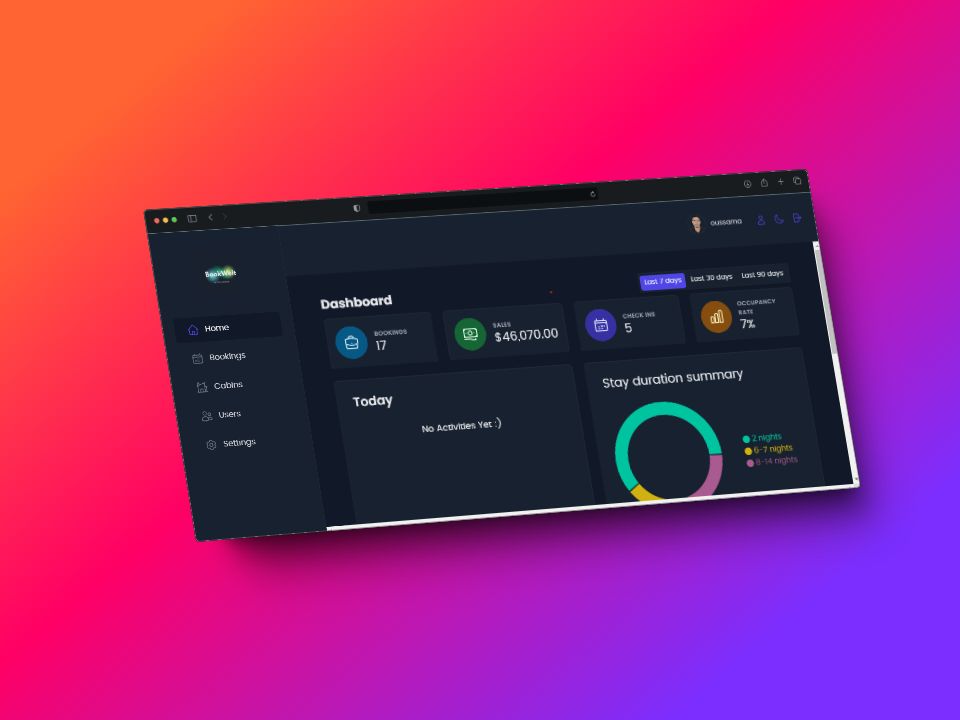 oussama
BookWell
Home
Bookings
Cabins
Users
Settings
Dashboard
Last 7 days
Last 30 days
Last 90 days
BOOKINGS
17
SALES
$46,070.00
CHECK INS
5
OCCUPANCY
RATE
7%
Today
No Activities Yet :)
Stay duration summary
2 nights
6-7 nights
8-14 nights